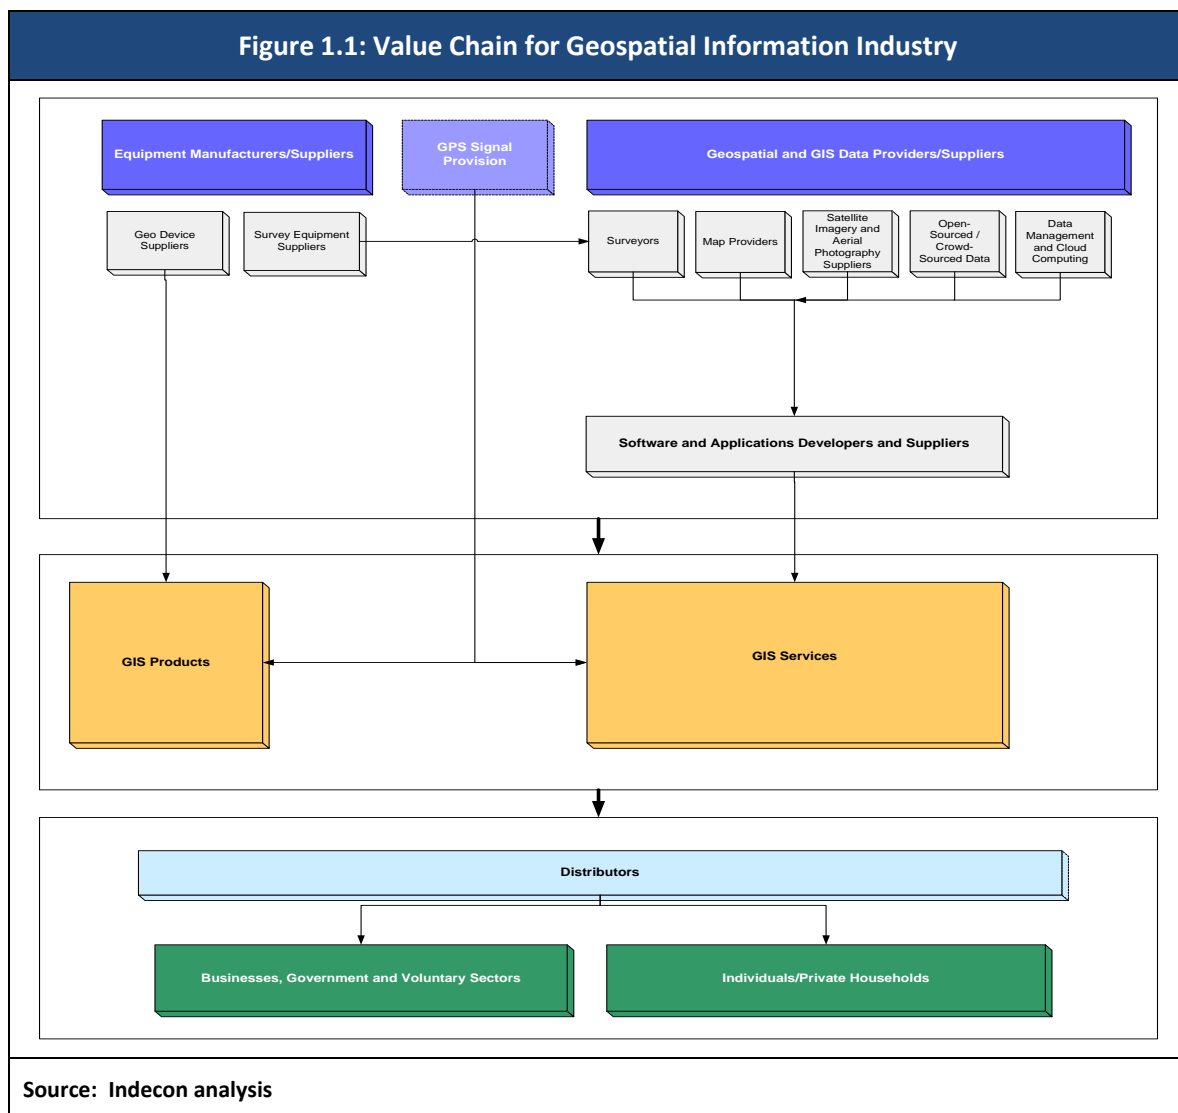 Figure 1.1: Value Chain for Geospatial Information Industry
Equipment Manufacturers/Suppliers
GPS Signal
Provision
Geospatial and GIS Data Providers/Suppliers
Geo Device
Suppliers
Survey Equipment
Suppliers
Surveyors
Map Providers
Satellite
Imagery and
Aerial
Photography
Suppliers
Open-
Sourced /
Crowd-
Sourced Data
Data
Management
and Cloud
Computing
Software and Applications Developers and Suppliers
GIS Products
GIS Services
Distributors
Businesses, Government and Voluntary Sectors
Individuals/Private Households
Source: Indecon analysis